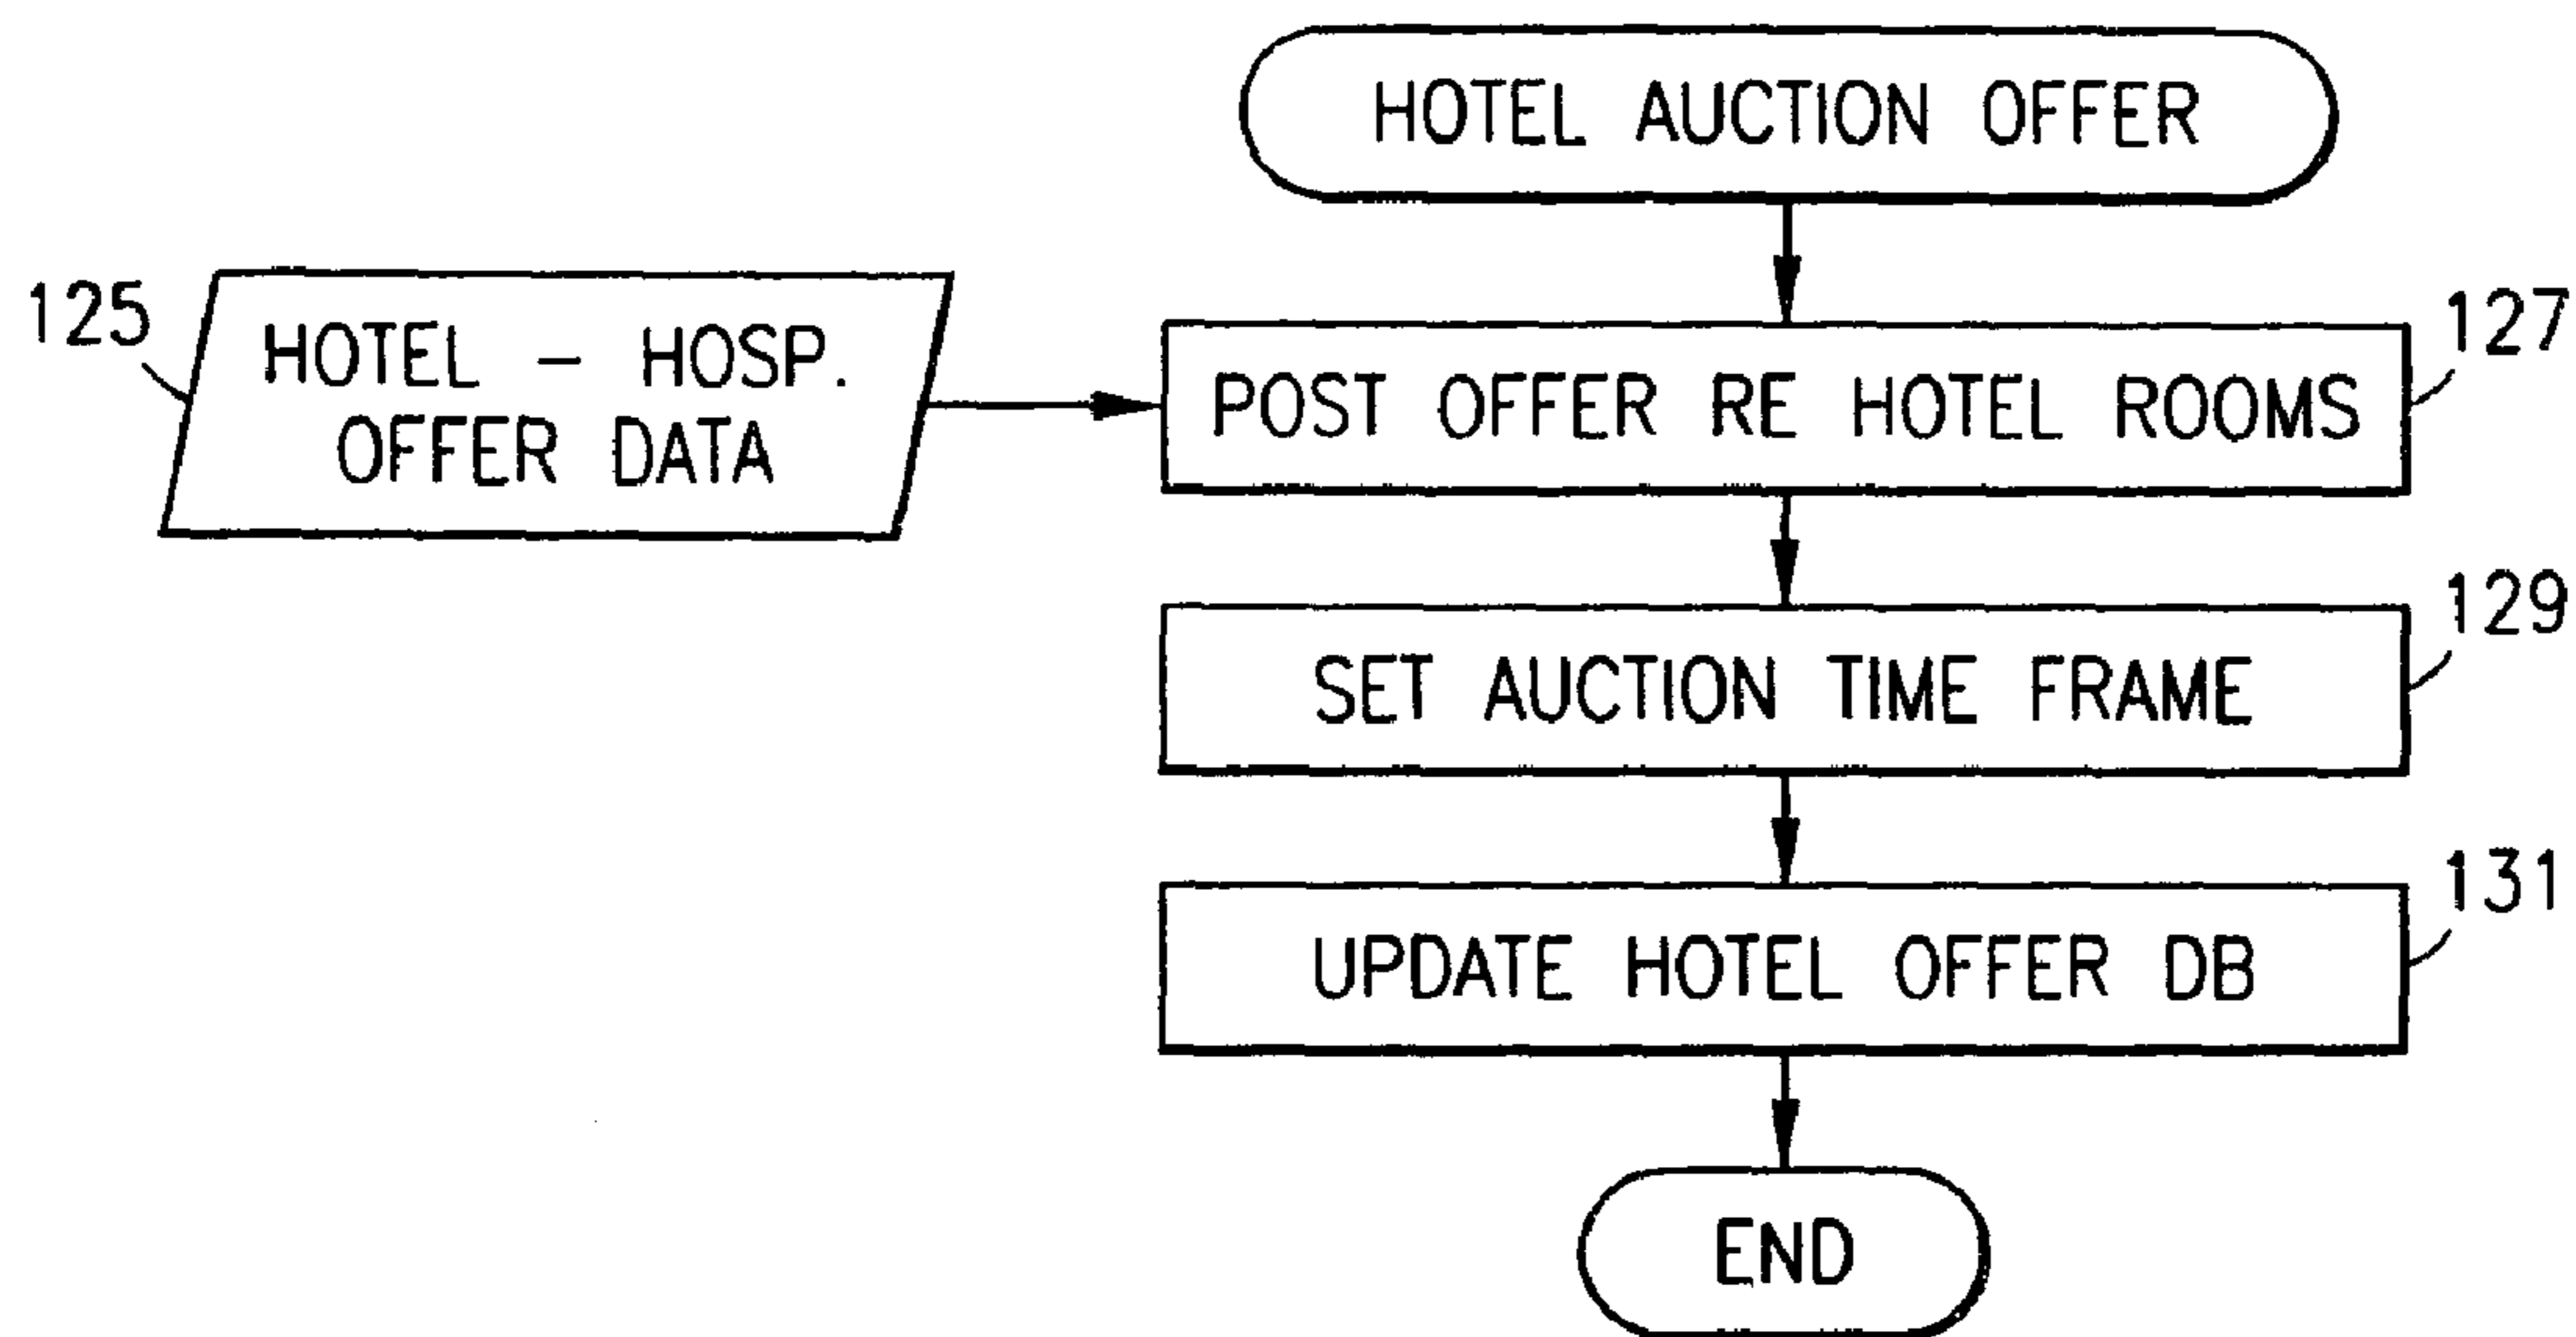 HOTEL AUCTION OFFER
125
HOTEL – HOSP.
OFFER DATA
POST OFFER RE HOTEL ROOMS
127
SET AUCTION TIME FRAME
129
UPDATE HOTEL OFFER DB
131
END